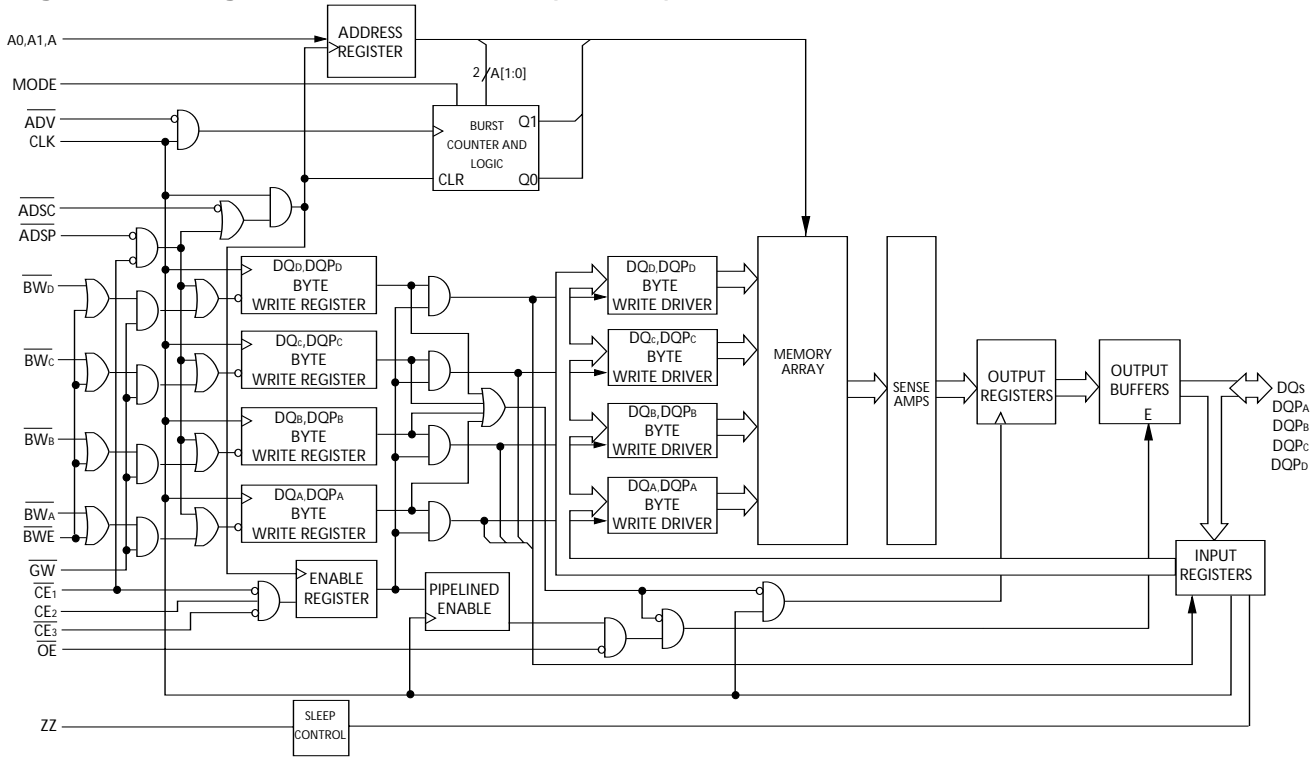 A0,A1,A
ADDRESS
REGISTER
MODE
2
A[1:0]
ADV
CLK
BURST
COUNTER AND
LOGIC
Q1
CLR
Q0
ADSC
ADSP
BWD
DQD,DQPD
BYTE
WRITE REGISTER
DQD,DQPD
BYTE
WRITE DRIVER
BWC
DQC,DQPC
BYTE
WRITE REGISTER
DQC,DQPC
BYTE
WRITE DRIVER
MEMORY
ARRAY
SENSE
AMPS
OUTPUT
REGISTERS
OUTPUT
BUFFERS
E
DQs
DQPA
DQPB
DQPC
DQPD
BWB
DQB,DQPB
BYTE
WRITE REGISTER
DQB,DQPB
BYTE
WRITE DRIVER
BWA
BWE
DQA,DQPA
BYTE
WRITE REGISTER
DQA,DQPA
BYTE
WRITE DRIVER
GW
CE1
CE2
CE3
OE
ENABLE
REGISTER
PIPELINED
ENABLE
INPUT
REGISTERS
ZZ
SLEEP
CONTROL